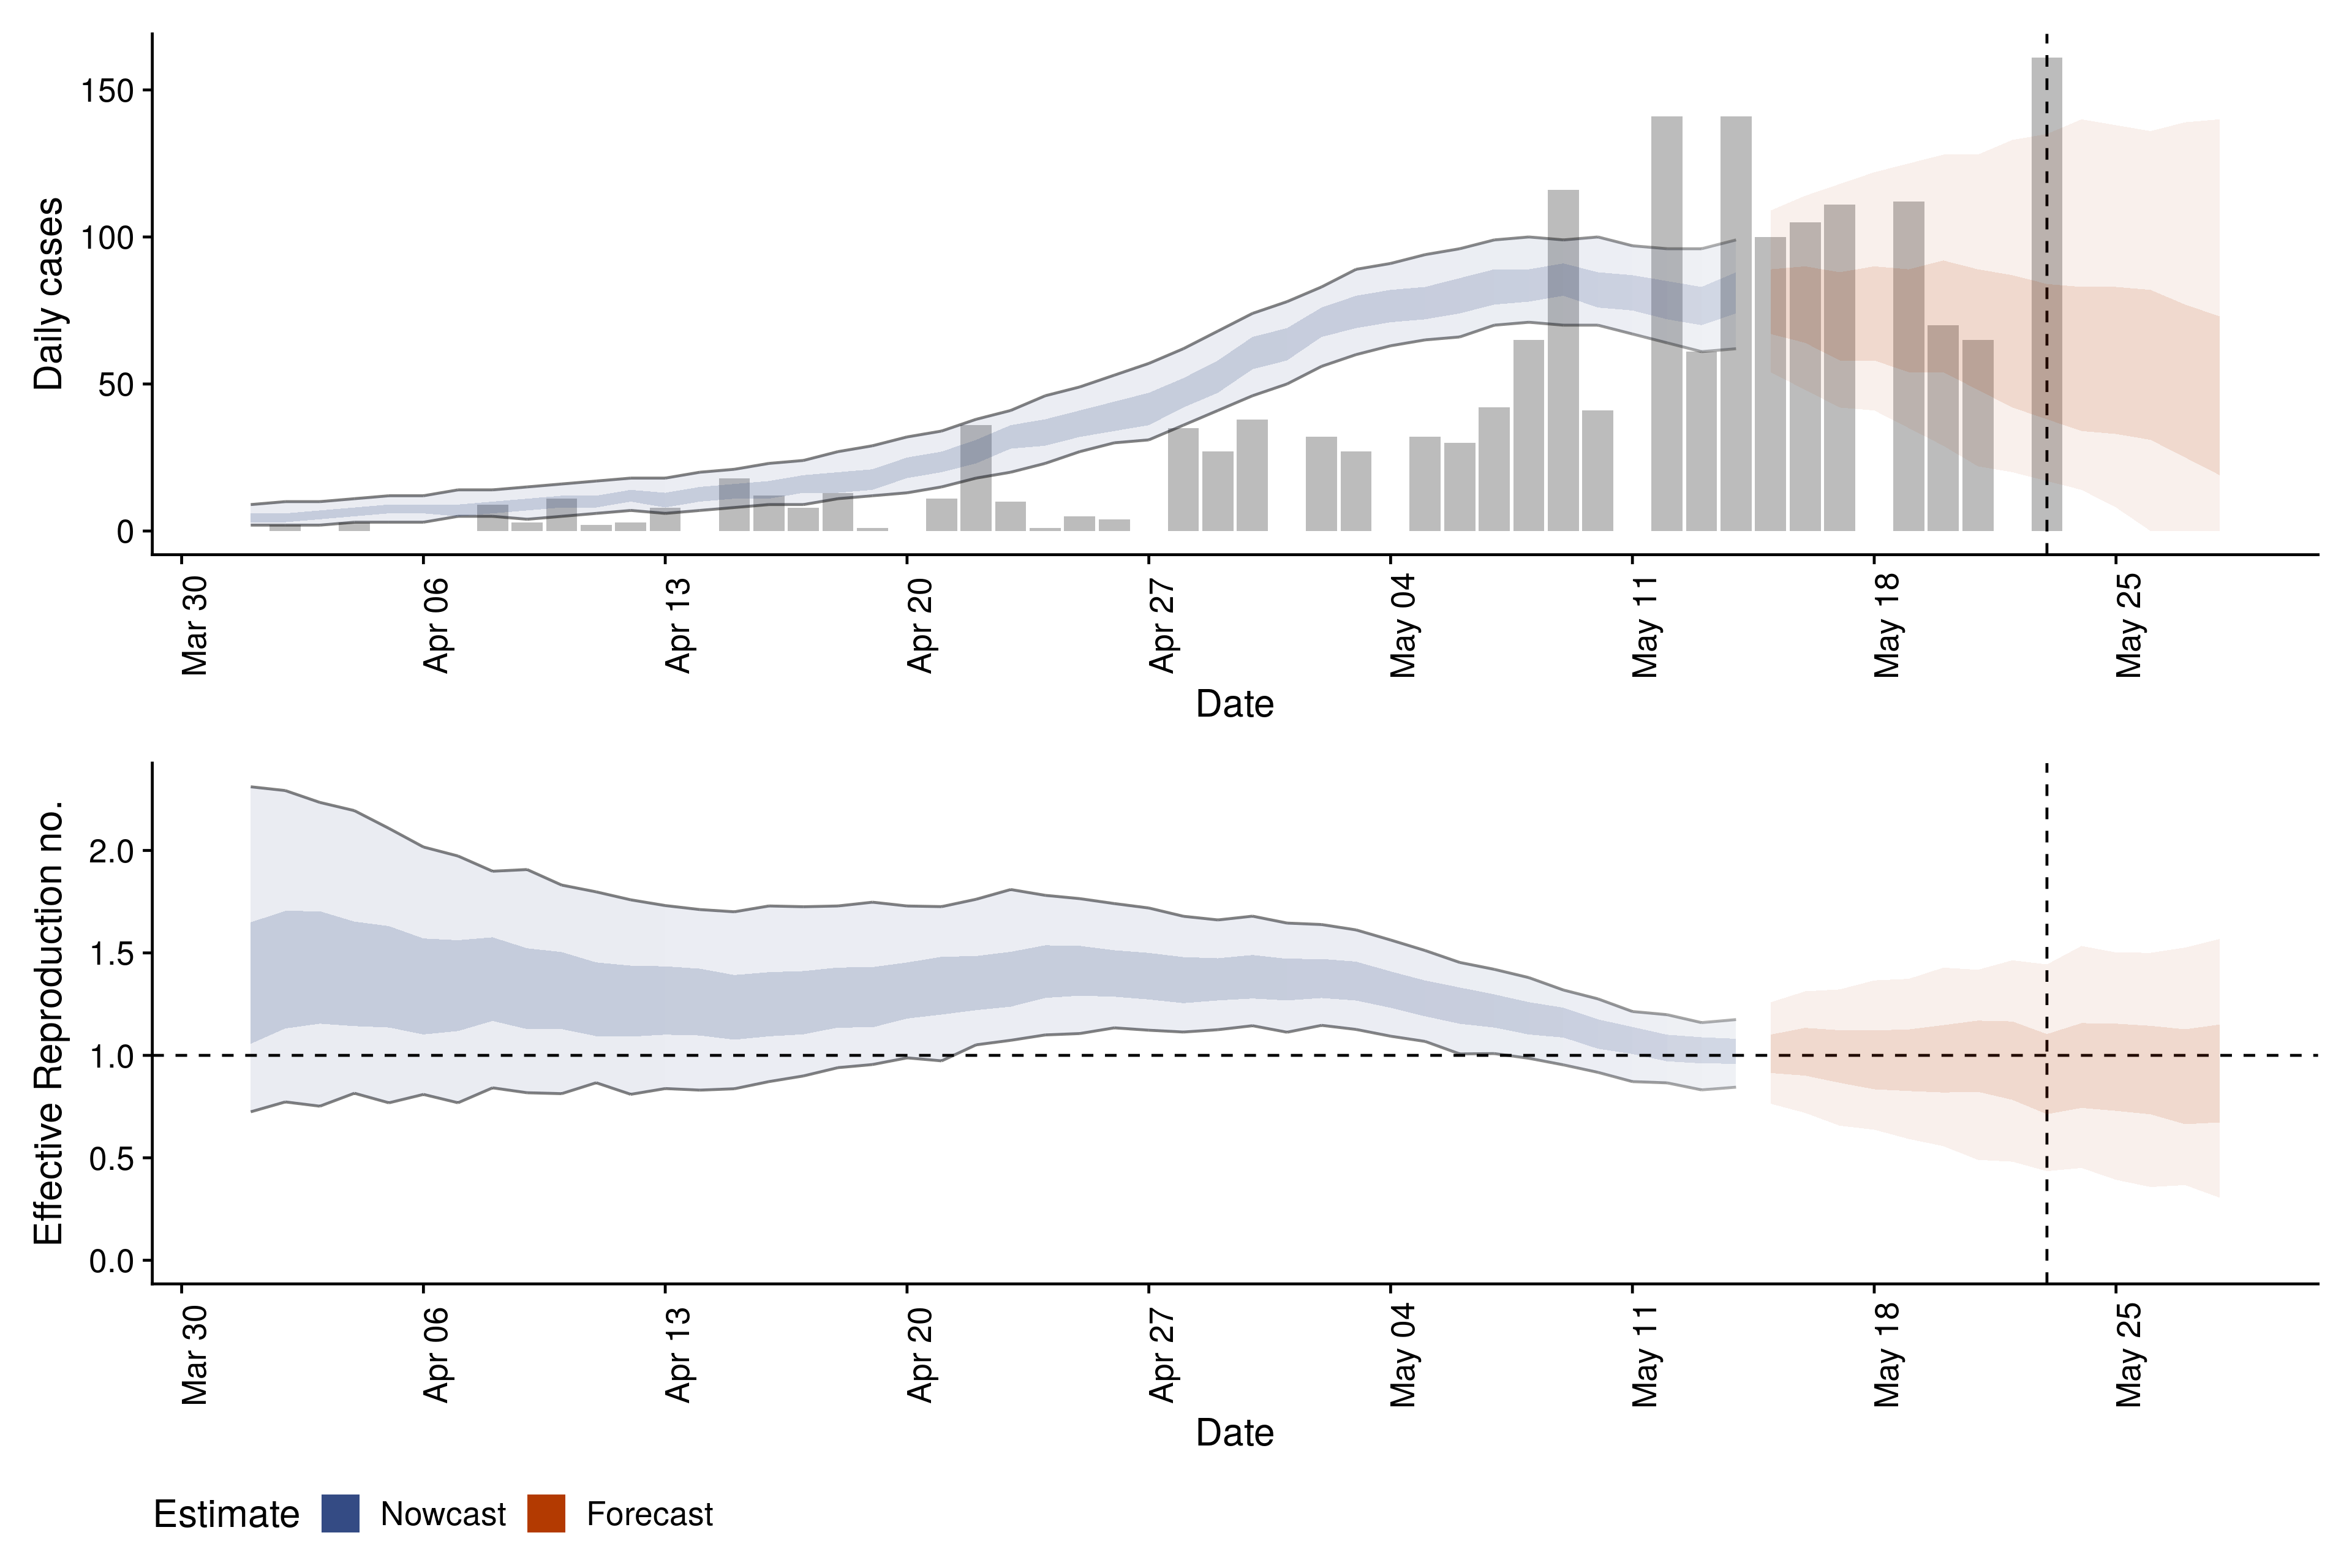 Daily cases
150
100
50
0
Mar 30
Apr 06
Apr 13
Apr 20
Apr 27
May 04
May 11
May 18
May 25
Date
Effective Reproduction no.
2.0
1.5
1.0
0.5
0.0
Mar 30
Apr 06
Apr 13
Apr 20
Apr 27
May 04
May 11
May 18
May 25
Date
Estimate Nowcast Forecast